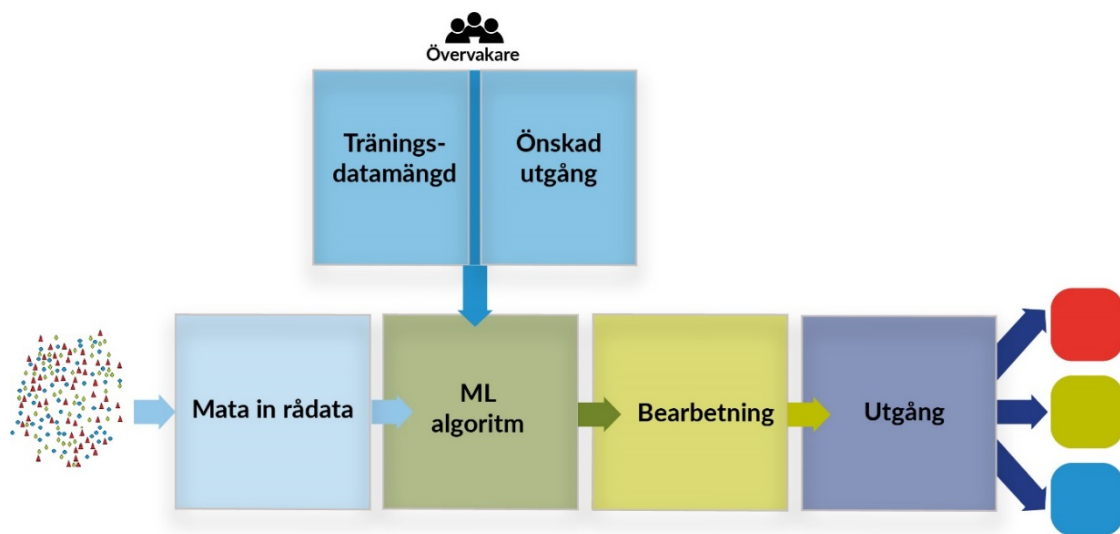 Övervakare
Tränings-
datamängd
Önskad
utgång
Mata in rådata
ML
algoritm
Bearbetning
Utgång